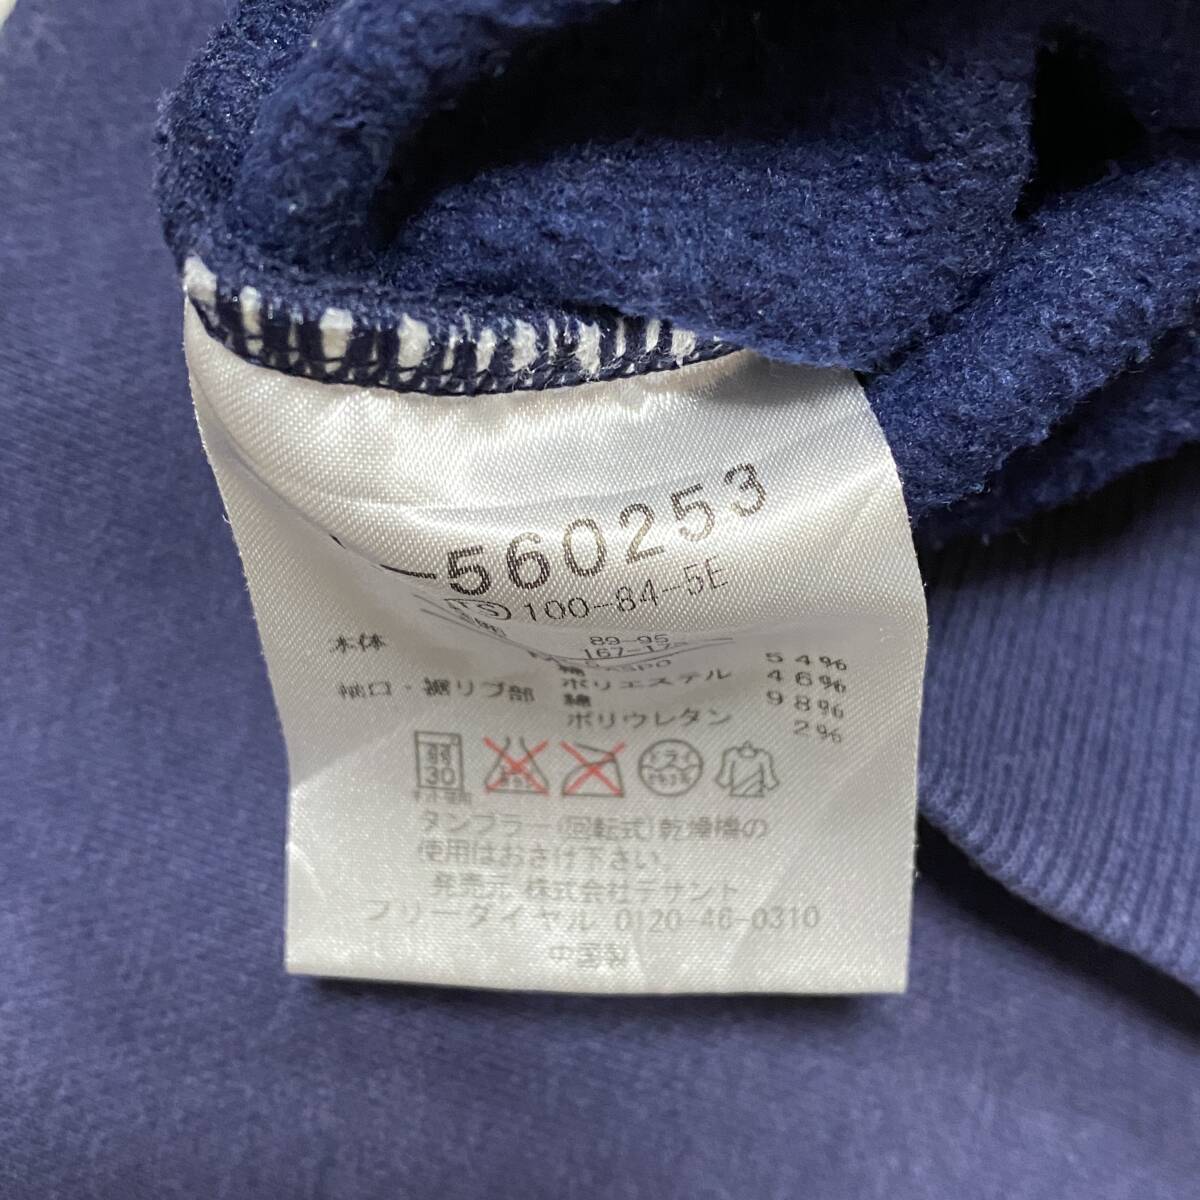 -560253
TS 100-84-5E
89-95
167-17
本体 綿 54%
ポリエステル 46%
袖口・裾リブ部 綿 98%
ポリウレタン 2%
30
タンブラー(回転式)乾燥機の
使用はおさけ下さい。
発売元 株式会社デサント
フリーダイヤル 0120-46-0310
中国製